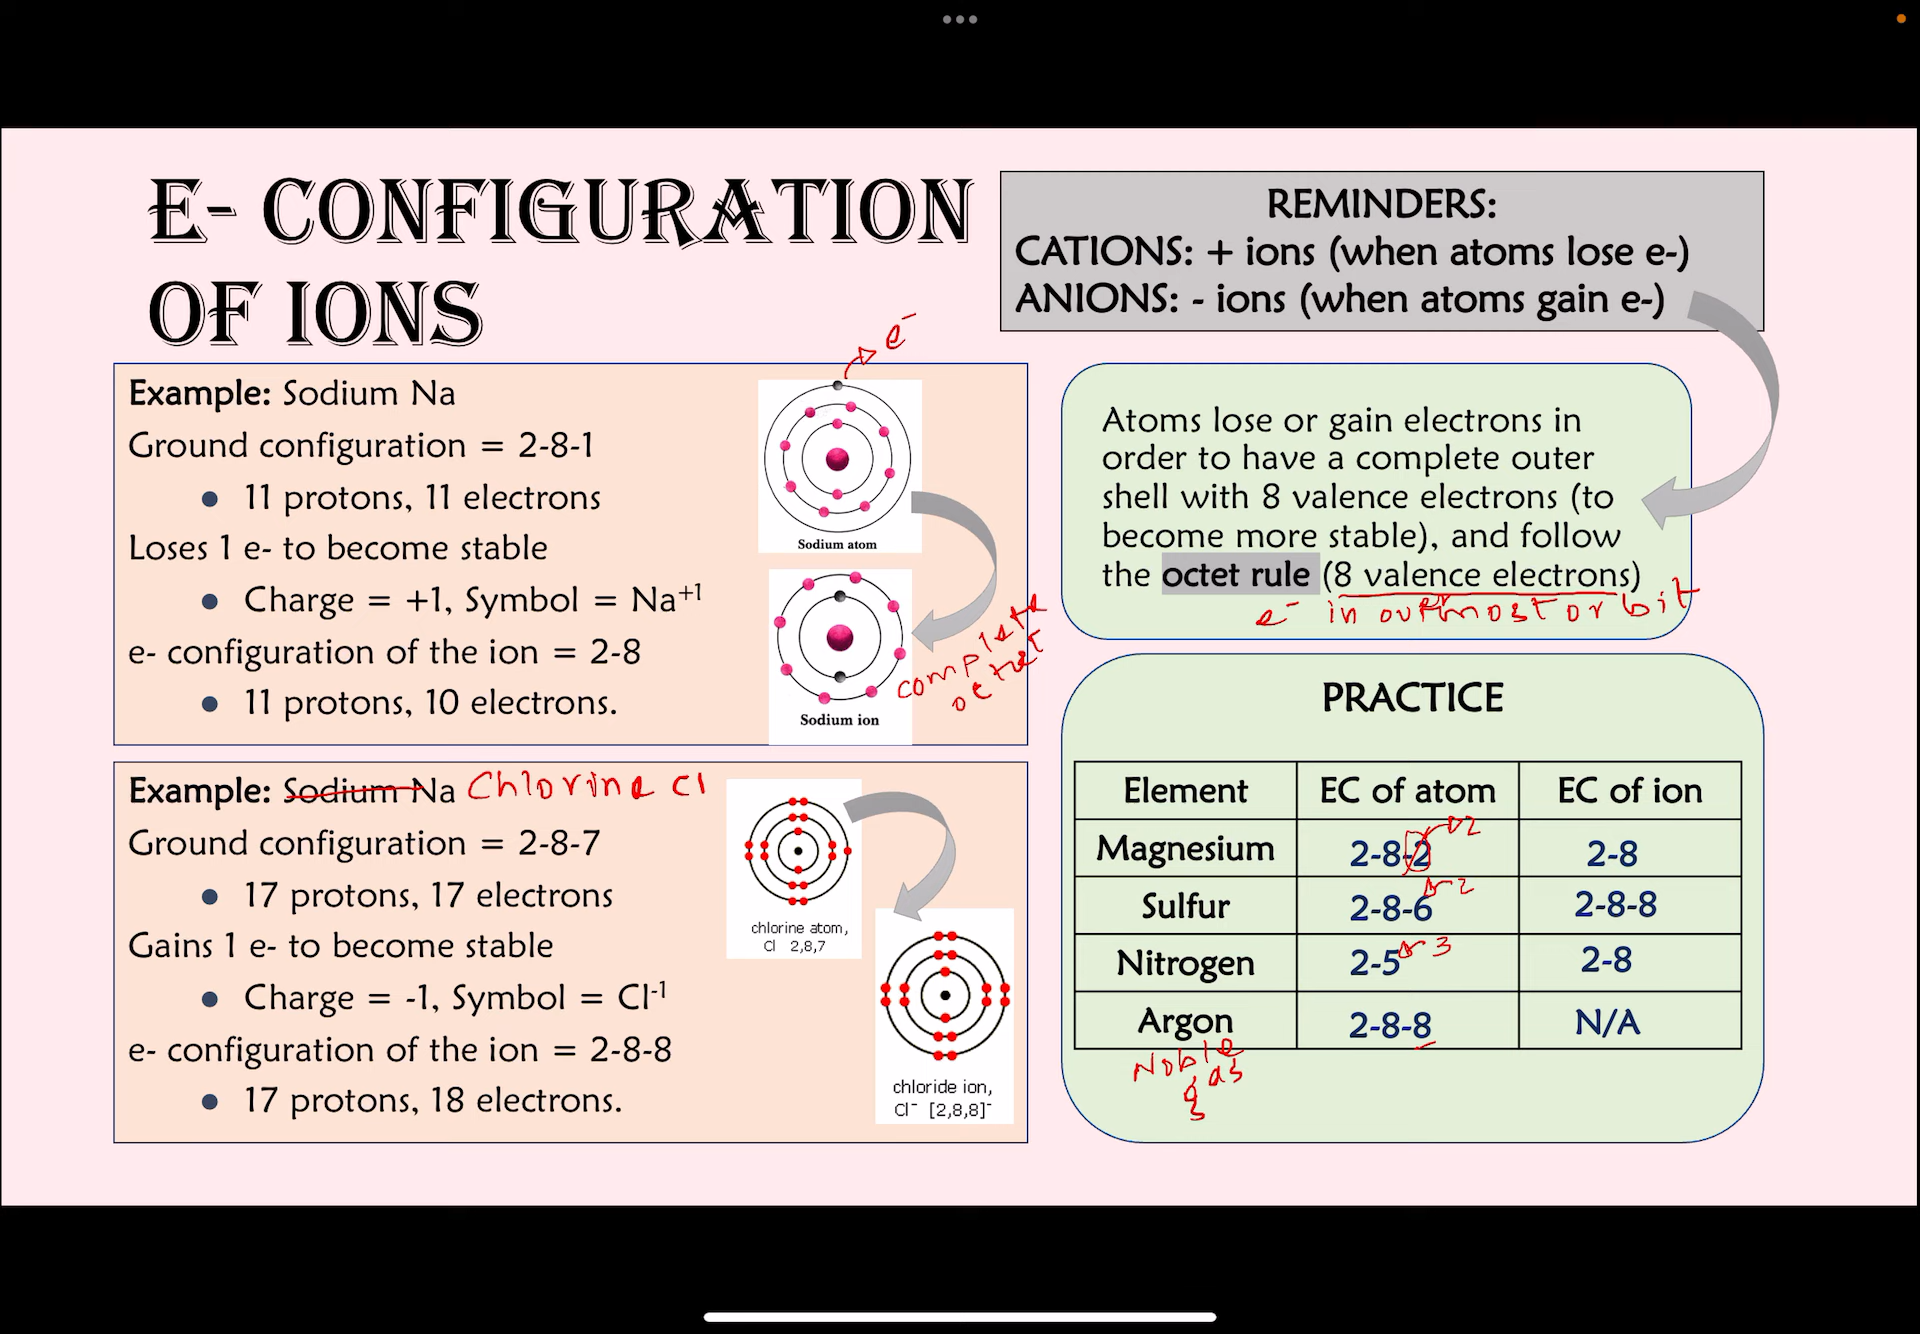 E- CONFIGURATION
OF IONS
REMINDERS:
CATIONS: + ions (when atoms lose e-)
ANIONS: - ions (when atoms gain e-)
Example: Sodium Na
Ground configuration = 2-8-1
● 11 protons, 11 electrons
Loses 1 e- to become stable
● Charge = +1, Symbol = Na⁺¹
e- configuration of the ion = 2-8
● 11 protons, 10 electrons.
e⁻
Sodium atom
Sodium ion
complete
octet
Example: Sodium Na Chlorine Cl
Ground configuration = 2-8-7
● 17 protons, 17 electrons
Gains 1 e- to become stable
● Charge = -1, Symbol = Cl⁻¹
e- configuration of the ion = 2-8-8
● 17 protons, 18 electrons.
chlorine atom,
Cl 2,8,7
chloride ion,
Cl⁻ [2,8,8]⁻
Atoms lose or gain electrons in
order to have a complete outer
shell with 8 valence electrons (to
become more stable), and follow
the octet rule (8 valence electrons)
e⁻ in outermost orbit
PRACTICE
Element EC of atom EC of ion
Magnesium 2-8-2 2 2-8
Sulfur 2-8-6 2 2-8-8
Nitrogen 2-5 3 2-8
Argon 2-8-8 N/A
Noble
gas